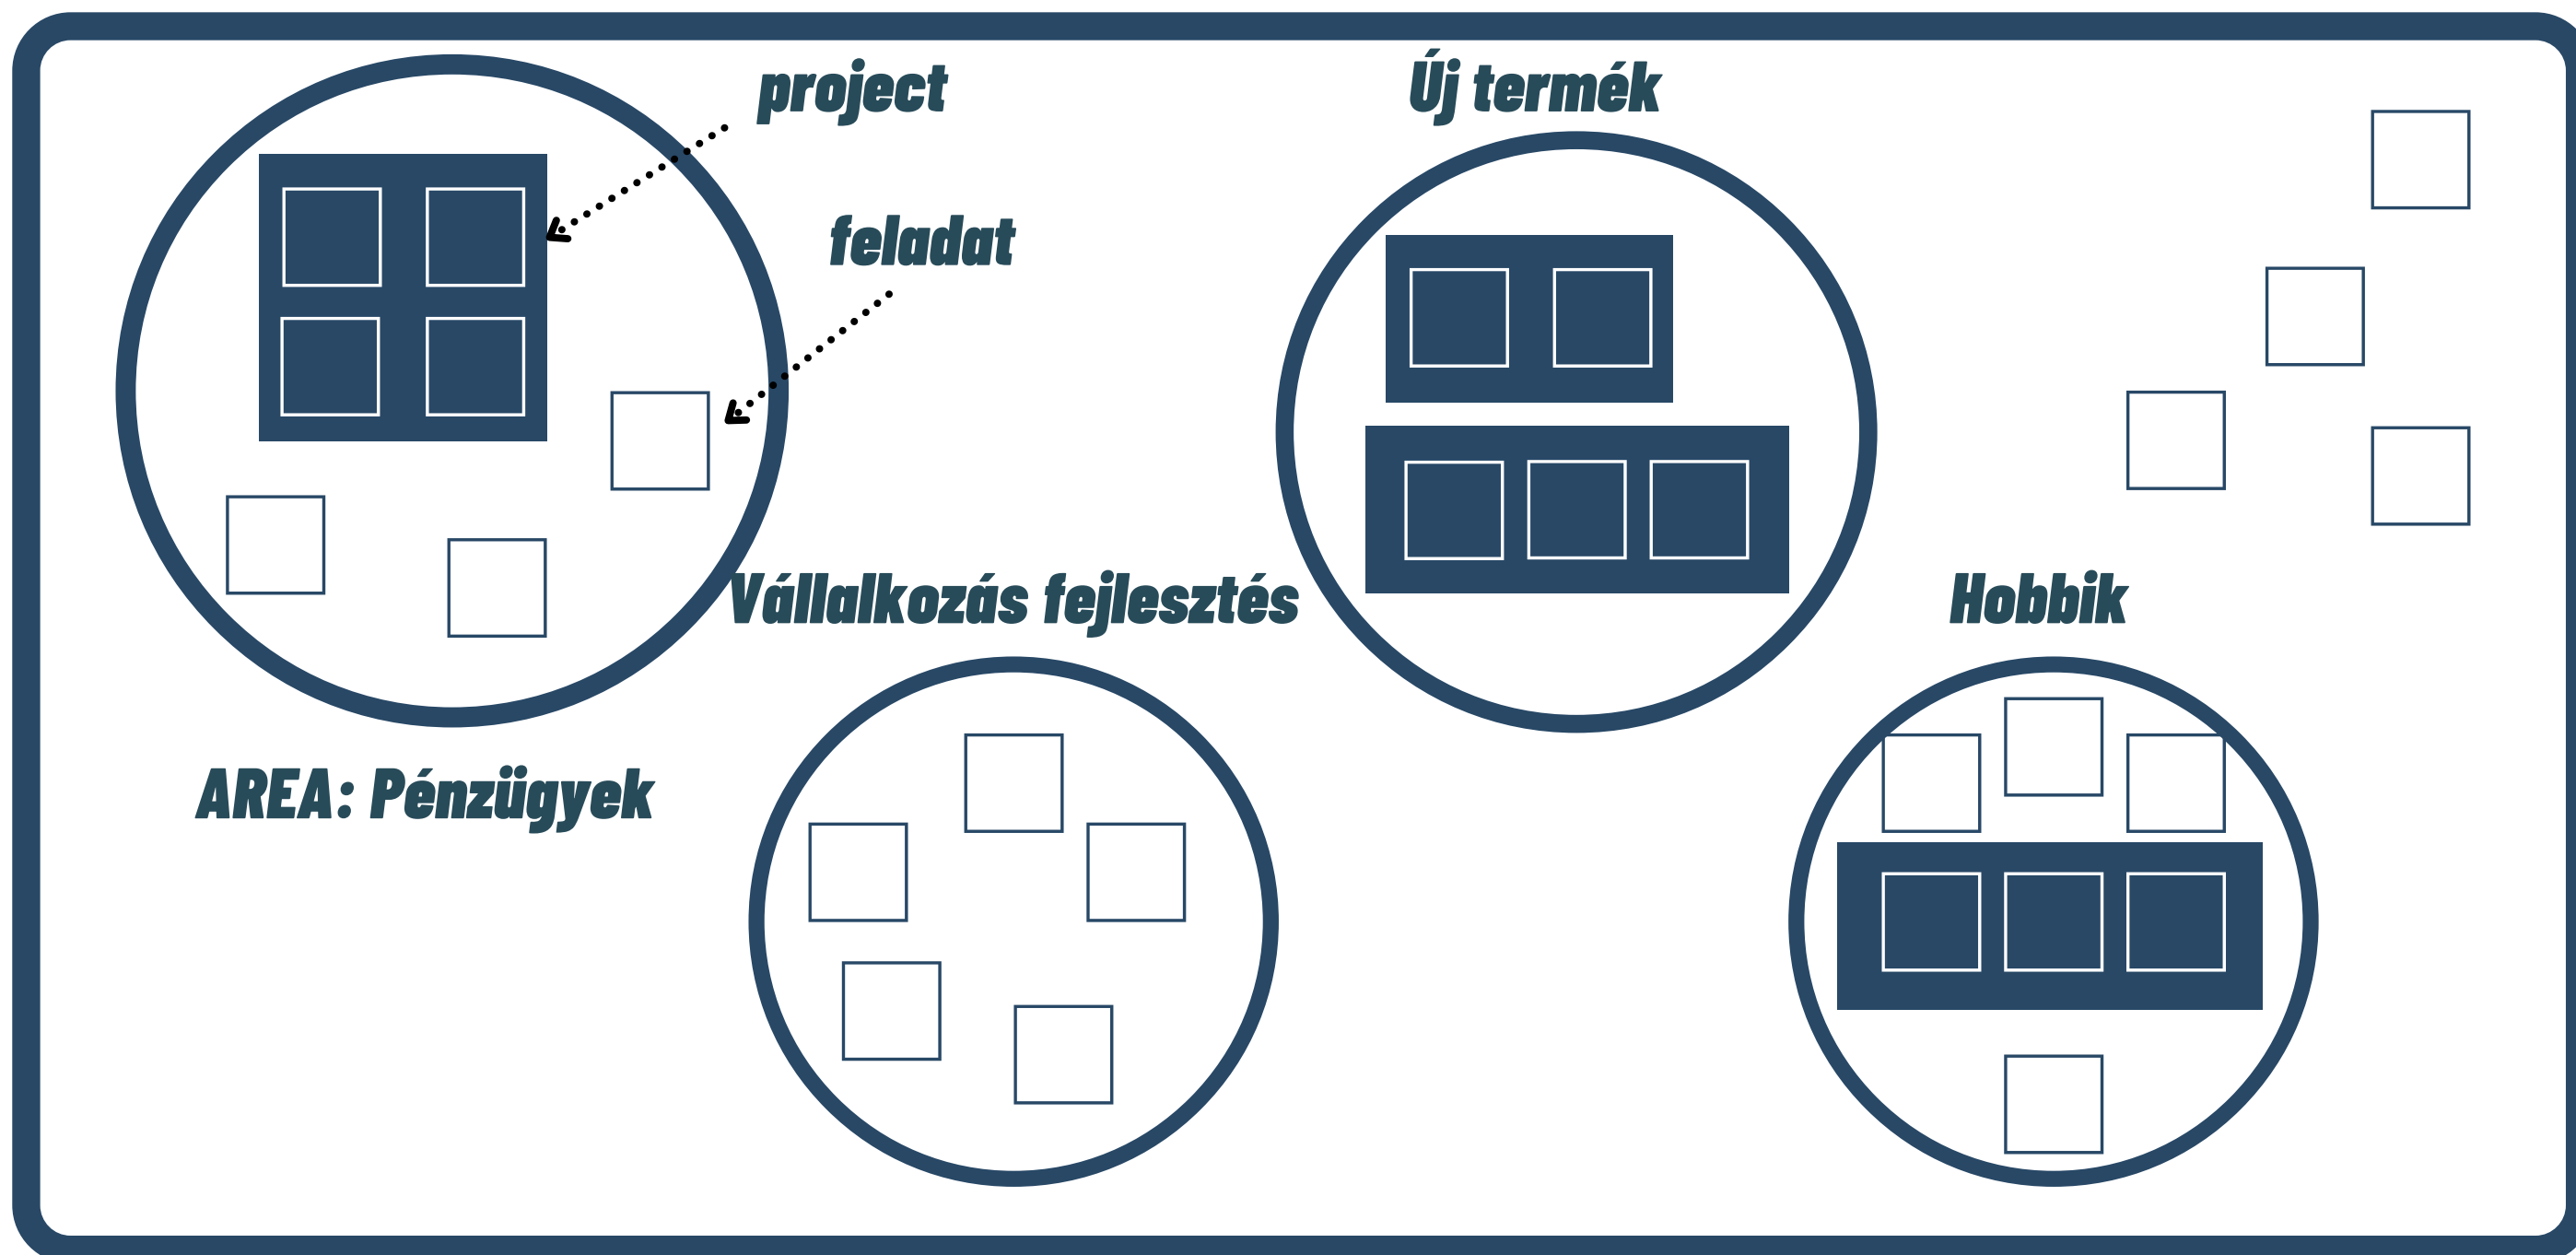 project
Új termék
feladat
Vállalkozás fejlesztés
Hobbik
AREA: Pénzügyek